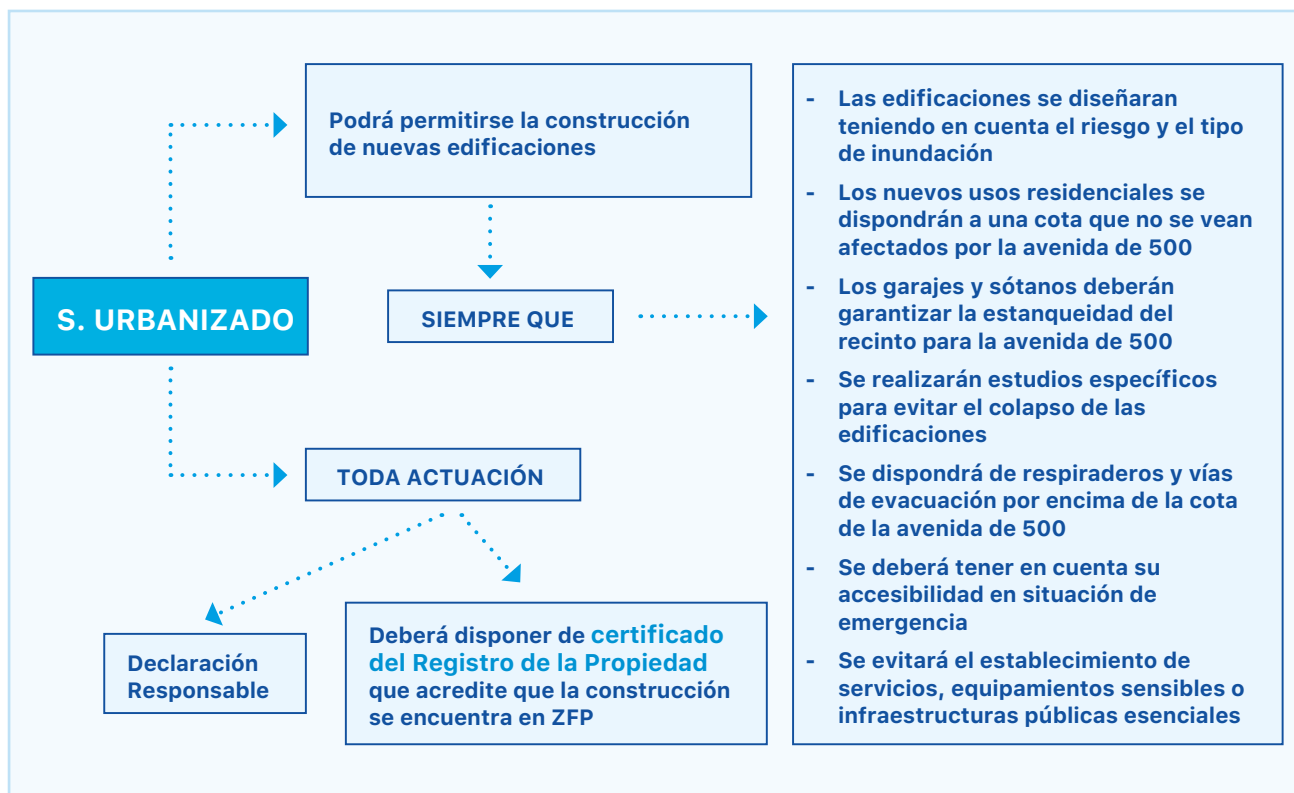 S. URBANIZADO
Podrá permitirse la construcción
de nuevas edificaciones
SIEMPRE QUE
- Las edificaciones se diseñaran
teniendo en cuenta el riesgo y el tipo
de inundación
- Los nuevos usos residenciales se
dispondrán a una cota que no se vean
afectados por la avenida de 500
- Los garajes y sótanos deberán
garantizar la estanqueidad del
recinto para la avenida de 500
- Se realizarán estudios específicos
para evitar el colapso de las
edificaciones
- Se dispondrá de respiraderos y vías
de evacuación por encima de la cota
de la avenida de 500
- Se deberá tener en cuenta su
accesibilidad en situación de
emergencia
- Se evitará el establecimiento de
servicios, equipamientos sensibles o
infraestructuras públicas esenciales
TODA ACTUACIÓN
Declaración
Responsable
Deberá disponer de certificado
del Registro de la Propiedad
que acredite que la construcción
se encuentra en ZFP